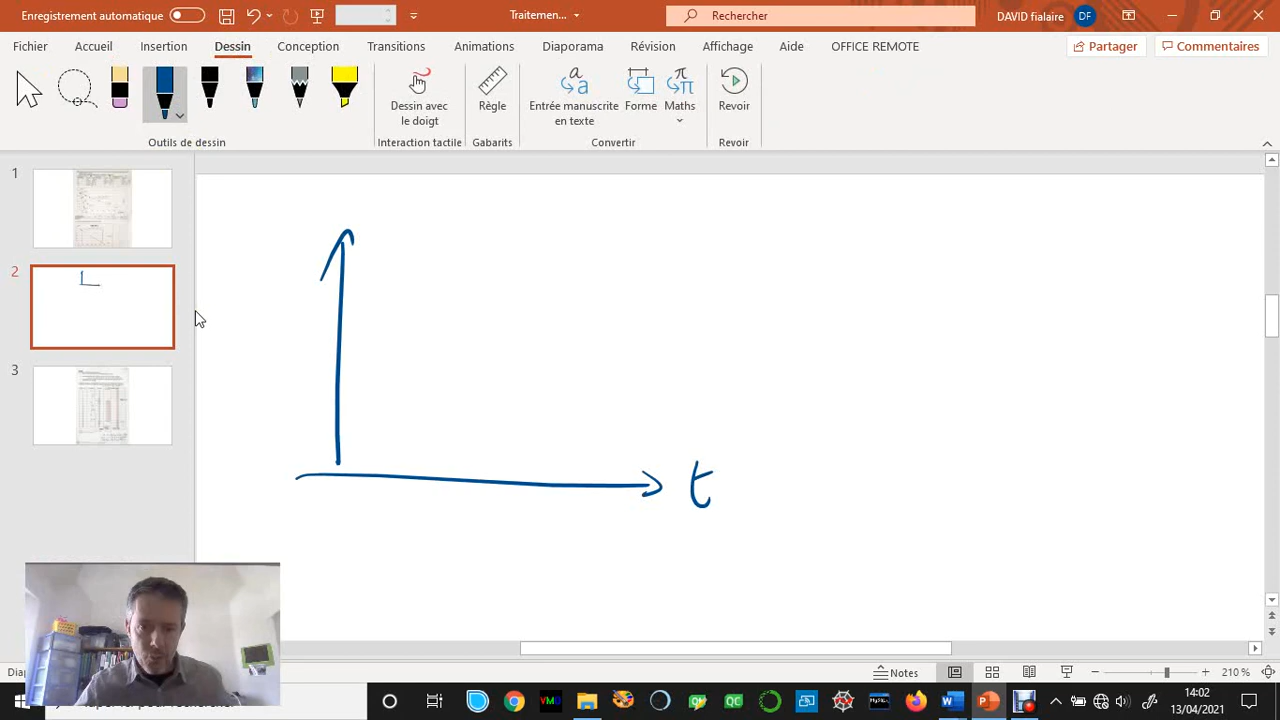 Enregistrement automatique
Traitemen...
Rechercher
DAVID fialaire
DF
Fichier
Accueil
Insertion
Dessin
Conception
Transitions
Animations
Diaporama
Révision
Affichage
Aide
OFFICE REMOTE
Partager
Commentaires
Dessin avec
le doigt
Règle
Entrée manuscrite
en texte
Forme
Maths
Revoir
Outils de dessin
Interaction tactile
Gabarits
Convertir
Revoir
1
2
3
t
Notes
210 %
14:02
13/04/2021